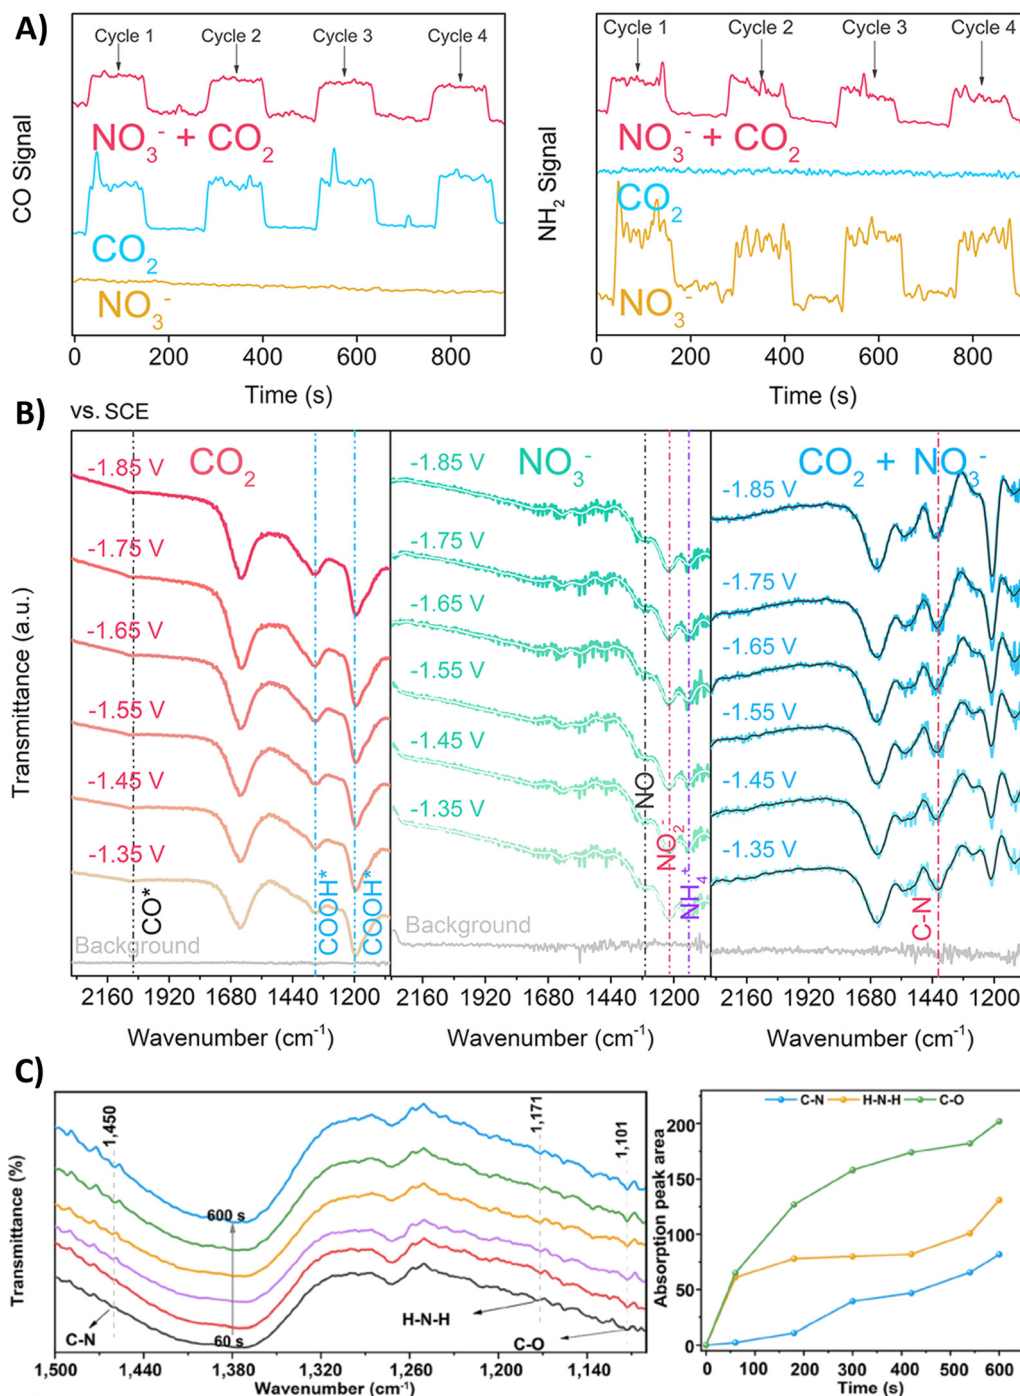 A)
CO Signal
Cycle 1 Cycle 2 Cycle 3 Cycle 4
NO3- + CO2
CO2
NO3-
0 200 400 600 800
Time (s)
NH2 Signal
Cycle 1 Cycle 2 Cycle 3 Cycle 4
NO3- + CO2
CO2
NO3-
0 200 400 600 800
Time (s)
B)
vs. SCE
Transmittance (a.u.)
CO2
-1.85 V
-1.75 V
-1.65 V
-1.55 V
-1.45 V
-1.35 V
CO*
COOH*
COOH*
Background
2160 1920 1680 1440 1200
Wavenumber (cm-1)
NO3-
-1.85 V
-1.75 V
-1.65 V
-1.55 V
-1.45 V
-1.35 V
NO
NO2
NH4+
Background
2160 1920 1680 1440 1200
Wavenumber (cm-1)
CO2 + NO3-
-1.85 V
-1.75 V
-1.65 V
-1.55 V
-1.45 V
-1.35 V
C-N
2160 1920 1680 1440 1200
Wavenumber (cm-1)
C)
Transmittance (%)
1,450
1,171
1,101
600 s
60 s
C-N
H-N-H
C-O
1,500 1,440 1,380 1,320 1,260 1,200 1,140
Wavenumber (cm-1)
Absorption peak area
C-N H-N-H C-O
200
150
100
50
0
0 100 200 300 400 500 600
Time (s)